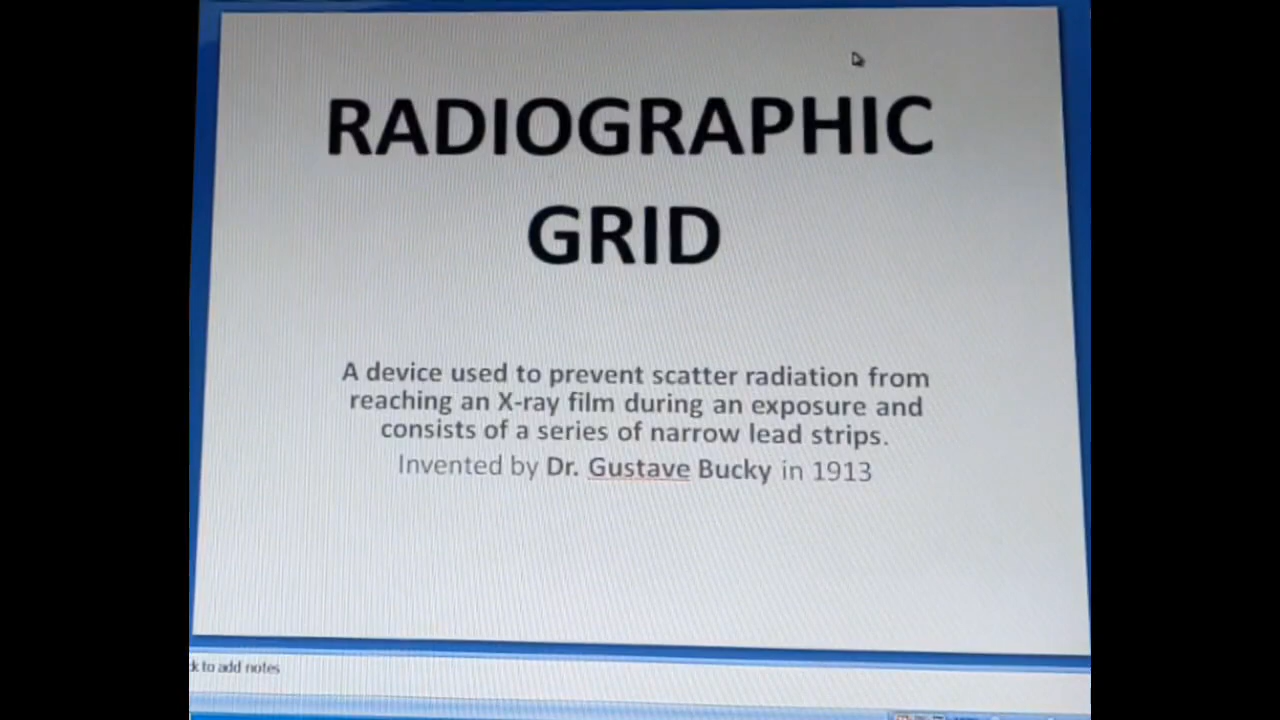 RADIOGRAPHIC
GRID
A device used to prevent scatter radiation from
reaching an X-ray film during an exposure and
consists of a series of narrow lead strips.
Invented by Dr. Gustave Bucky in 1913
to add notes